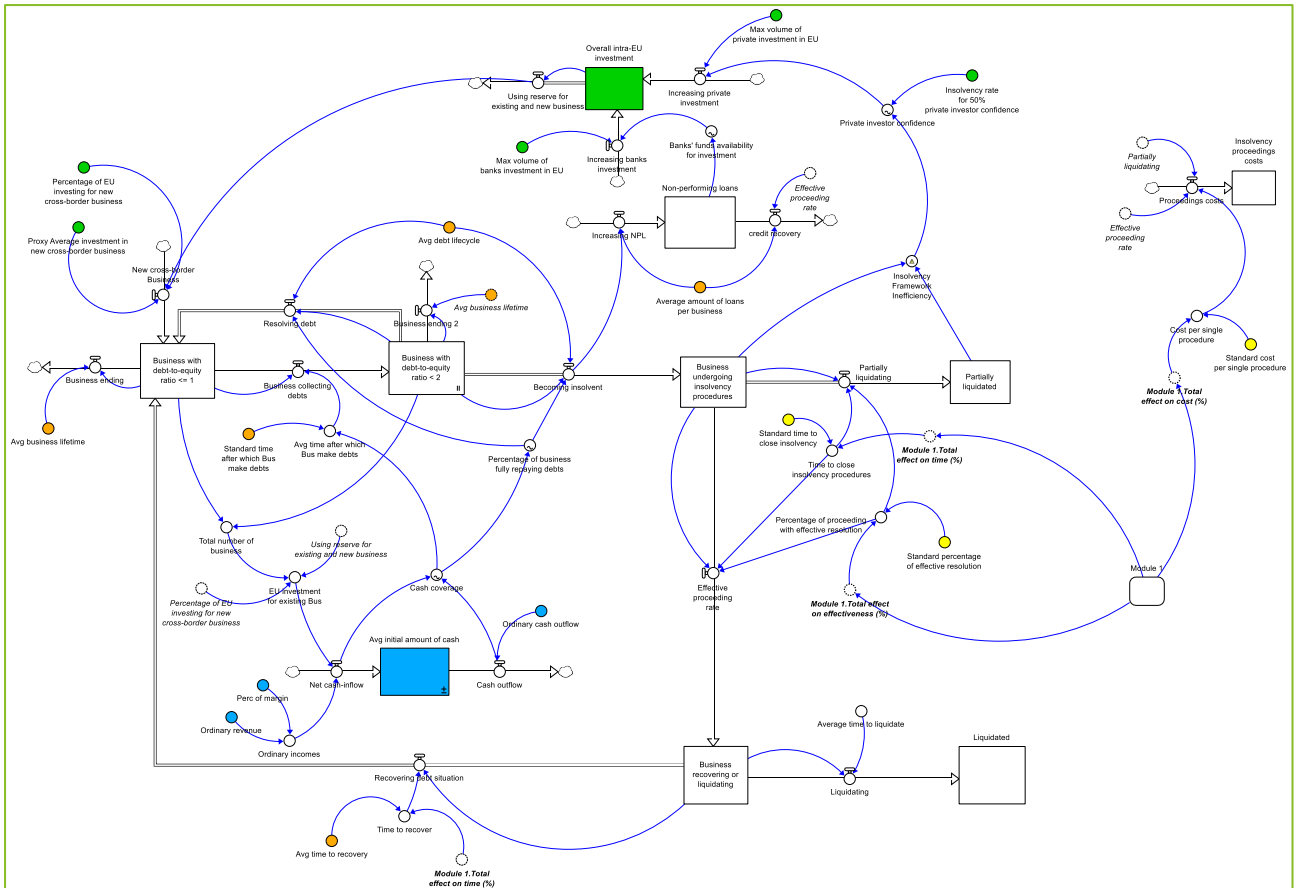 Max volume of
private investment in EU
Overall intra-EU
investment
Insolvency rate
for 50%
private investor confidence
Using reserve for
existing and new business
Increasing private
investment
Private investor confidence
Max volume of
banks investment in EU
Increasing banks
investment
Banks' funds availability
for investment
Partially
liquidating
Insolvency
proceedings
costs
Percentage of EU
investing for new
cross-border business
Non-performing loans
Effective
proceeding
rate
Proceedings costs
Effective
proceeding
rate
Proxy Average investment in
new cross-border business
Avg debt lifecycle
Increasing NPL
credit recovery
New cross-border
Business
Insolvency
Framework
Inefficiency
Average amount of loans
per business
Avg business lifetime
Resolving debt
Business ending 2
Cost per single
procedure
Standard cost
per single procedure
Business with
debt-to-equity
ratio <= 1
Business with
debt-to-equity
ratio < 2
Business ending
Business collecting
debts
Becoming insolvent
Business
undergoing
insolvency
procedures
Partially
liquidating
Partially
liquidated
Module 1.Total
effect on cost (%)
Avg business lifetime
Standard time
after which Bus
make debts
Avg time after which
Bus make debts
Percentage of business
fully repaying debts
Standard time to
close insolvency
Time to close
insolvency procedures
Module 1.Total
effect on time (%)
Total number of
business
Using reserve for
existing and new business
Percentage of proceeding
with effective resolution
Standard percentage
of effective resolution
EU investment
for existing Bus
Cash coverage
Percentage of EU
investing for new
cross-border business
Effective
proceeding
rate
Module 1.Total effect
on effectiveness (%)
Module 1
Ordinary cash outflow
Avg initial amount of cash
Net cash-inflow
Cash outflow
Perc of margin
Ordinary revenue
Ordinary incomes
Average time to liquidate
Recovering debt situation
Business
recovering or
liquidating
Liquidating
Liquidated
Time to recover
Avg time to recovery
Module 1.Total
effect on time (%)